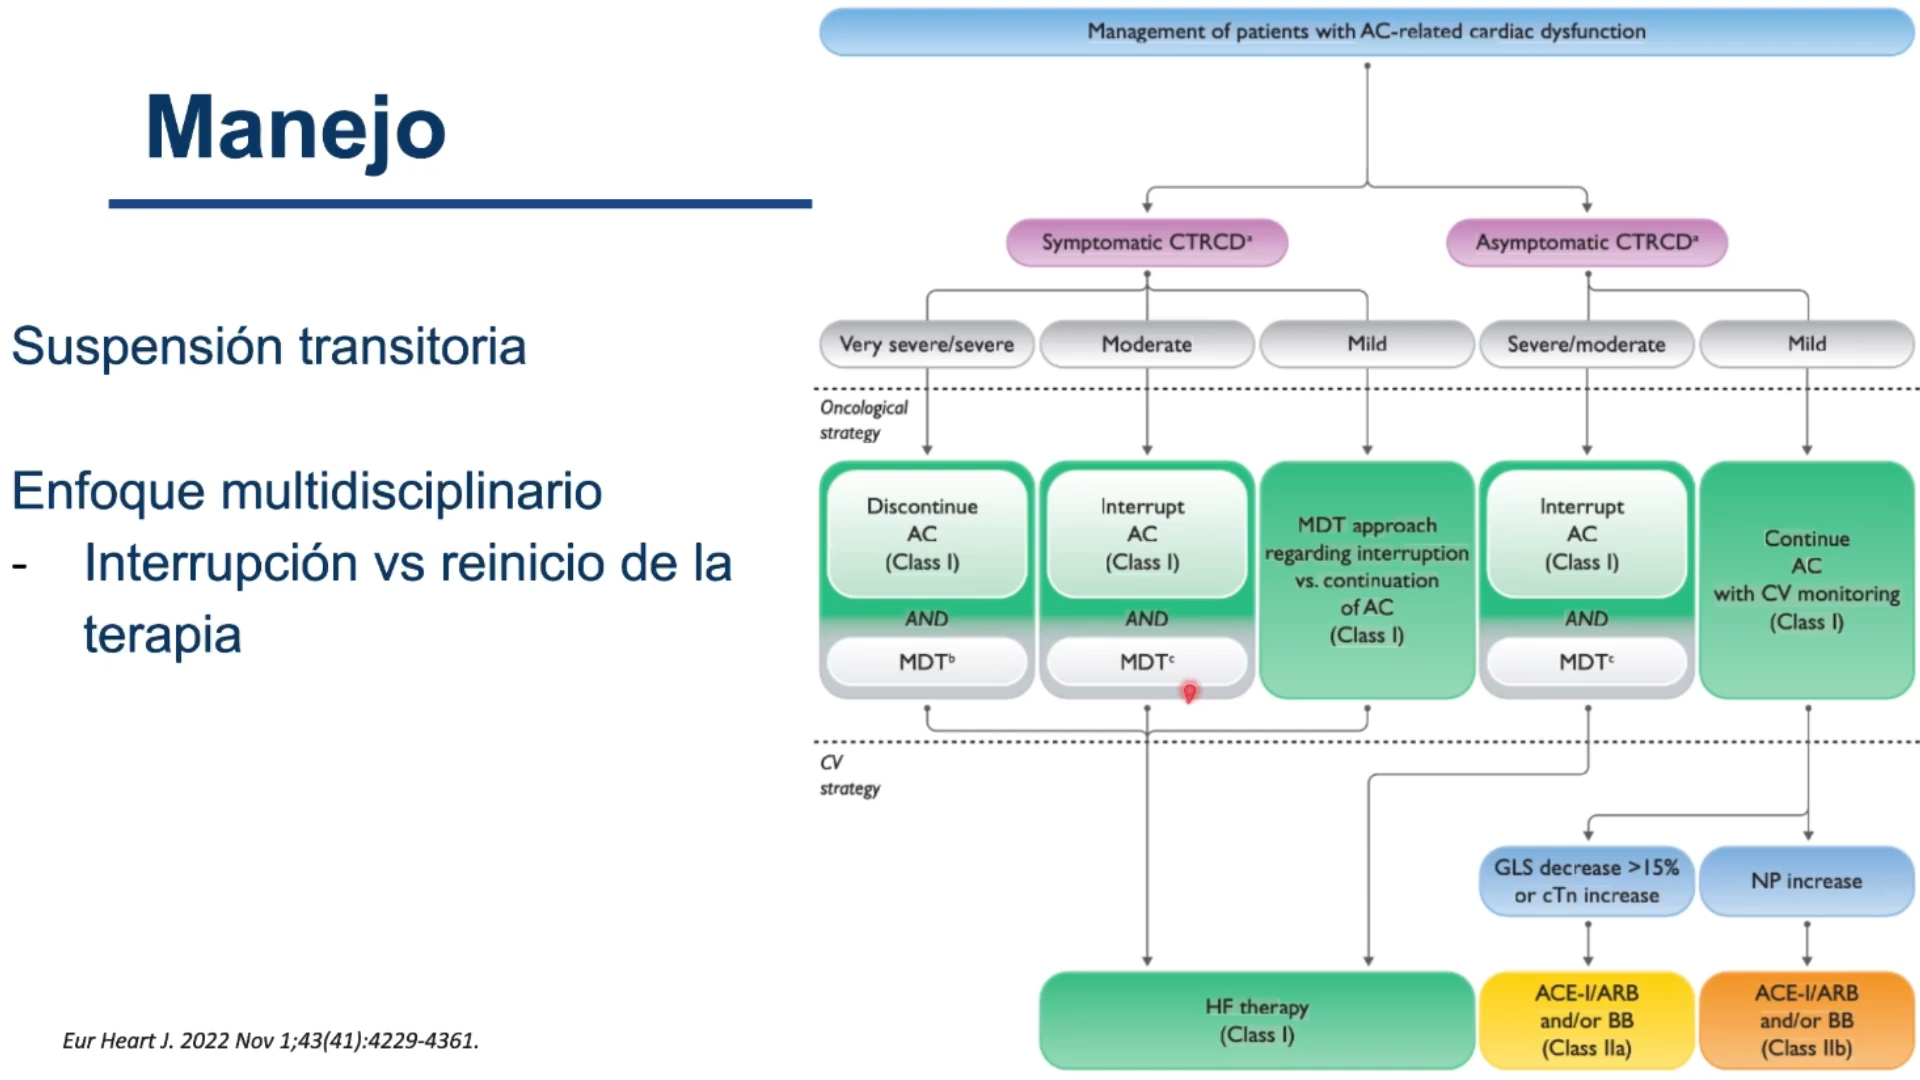 Manejo
Suspensión transitoria
Enfoque multidisciplinario
- Interrupción vs reinicio de la
terapia
Eur Heart J. 2022 Nov 1;43(41):4229-4361.
Management of patients with AC-related cardiac dysfunction
Symptomatic CTRCDᵃ
Asymptomatic CTRCDᵃ
Very severe/severe
Moderate
Mild
Severe/moderate
Mild
Oncological
strategy
Discontinue
AC
(Class I)
AND
MDTᵇ
Interrupt
AC
(Class I)
AND
MDTᶜ
MDT approach
regarding interruption
vs. continuation
of AC
(Class I)
Interrupt
AC
(Class I)
AND
MDTᶜ
Continue
AC
with CV monitoring
(Class I)
CV
strategy
GLS decrease >15%
or cTn increase
NP increase
HF therapy
(Class I)
ACE-I/ARB
and/or BB
(Class IIa)
ACE-I/ARB
and/or BB
(Class IIb)